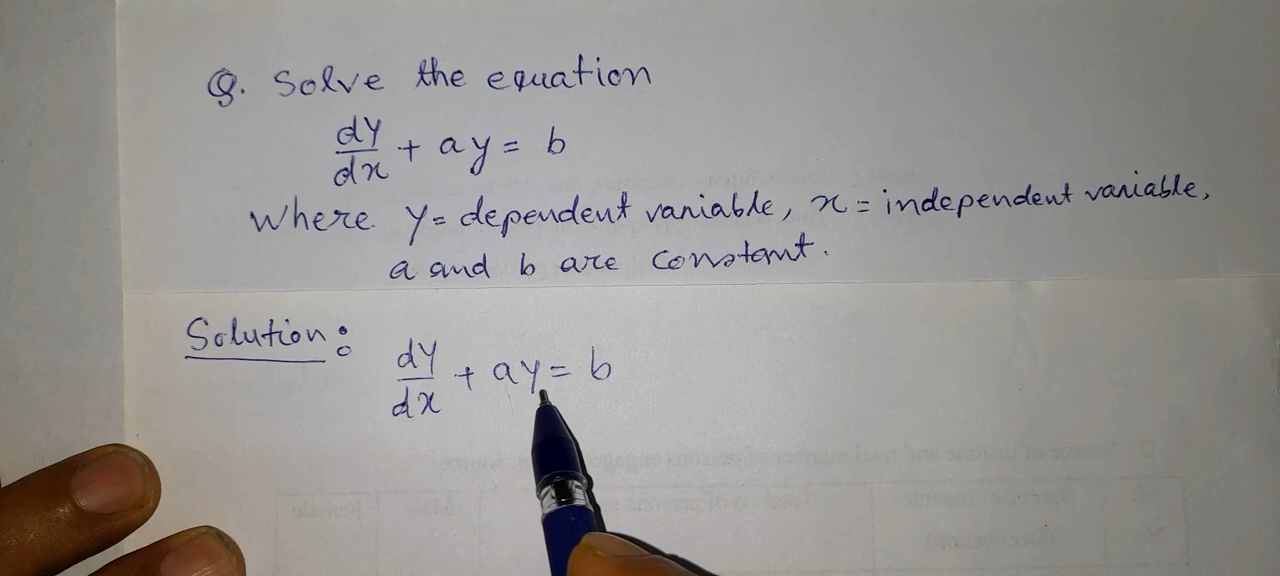 Q. Solve the equation
dy/dx + ay = b
Where y = dependent variable, x = independent variable,
a and b are constant.
Solution:
dy/dx + ay = b